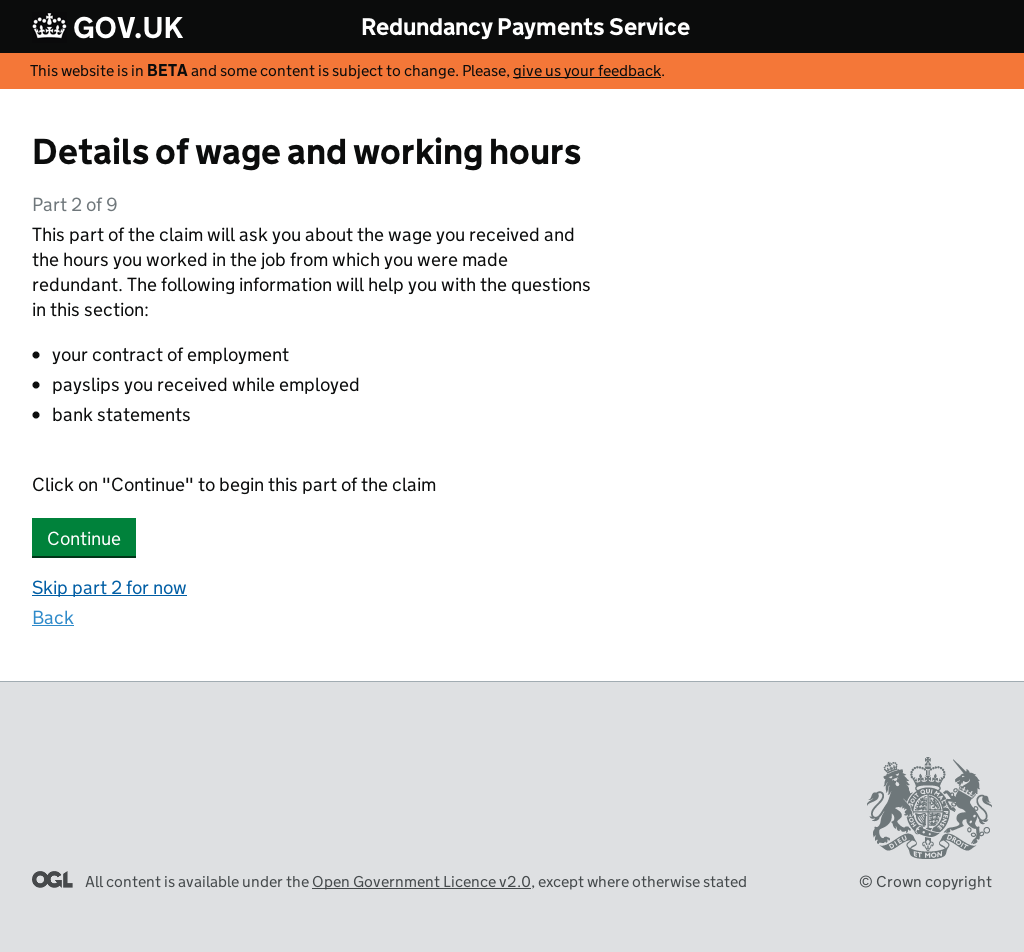 GOV.UK
Redundancy Payments Service
This website is in BETA and some content is subject to change. Please, give us your feedback.
Details of wage and working hours
Part 2 of 9
This part of the claim will ask you about the wage you received and
the hours you worked in the job from which you were made
redundant. The following information will help you with the questions
in this section:
• your contract of employment
• payslips you received while employed
• bank statements
Click on "Continue" to begin this part of the claim
Continue
Skip part 2 for now
Back
DIEU ET MON DROIT
OGL All content is available under the Open Government Licence v2.0, except where otherwise stated
© Crown copyright